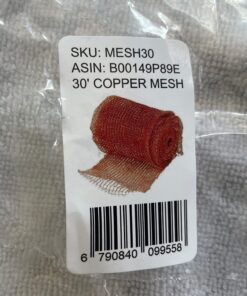 SKU: MESH30
ASIN: B00149P89E
30' COPPER MESH
6 790840 099558